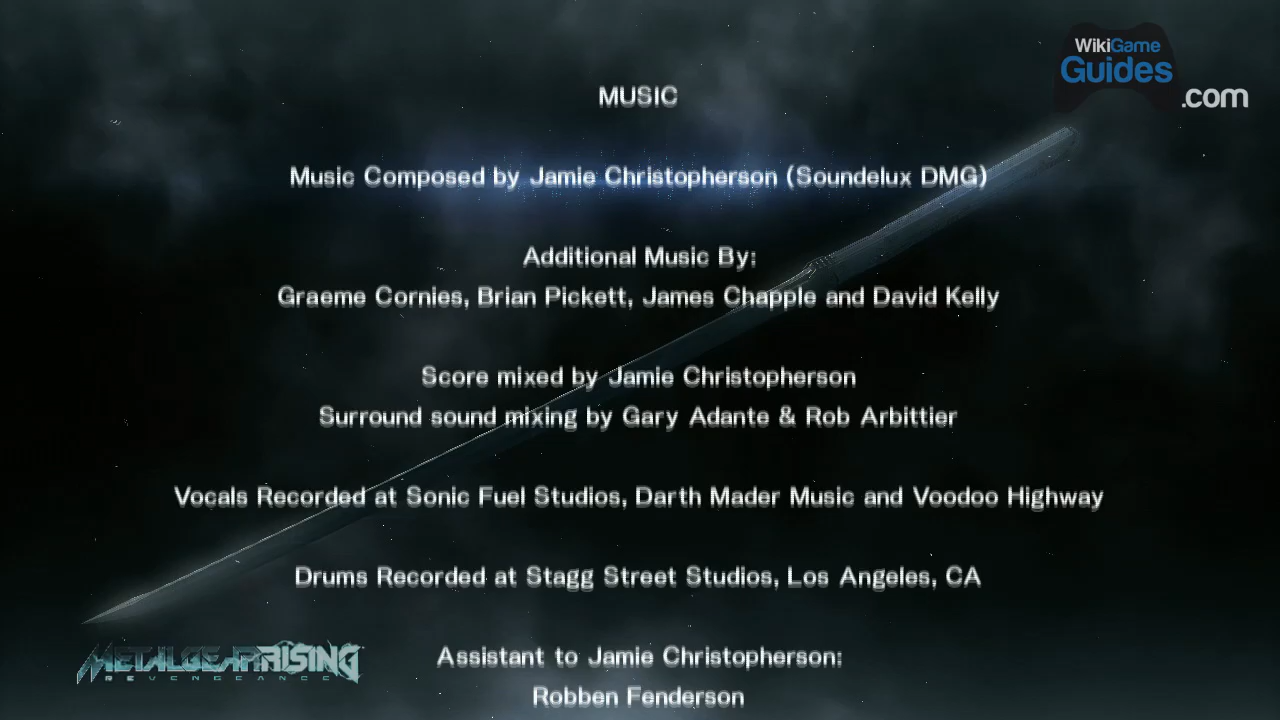 WikiGame
Guides
.com
MUSIC
Music Composed by Jamie Christopherson (Soundelux DMG)
Additional Music By:
Graeme Cornies, Brian Pickett, James Chapple and David Kelly
Score mixed by Jamie Christopherson
Surround sound mixing by Gary Adante & Rob Arbittier
Vocals Recorded at Sonic Fuel Studios, Darth Mader Music and Voodoo Highway
Drums Recorded at Stagg Street Studios, Los Angeles, CA
Assistant to Jamie Christopherson:
Robben Fenderson
METAL GEAR RISING
REVENGEANCE